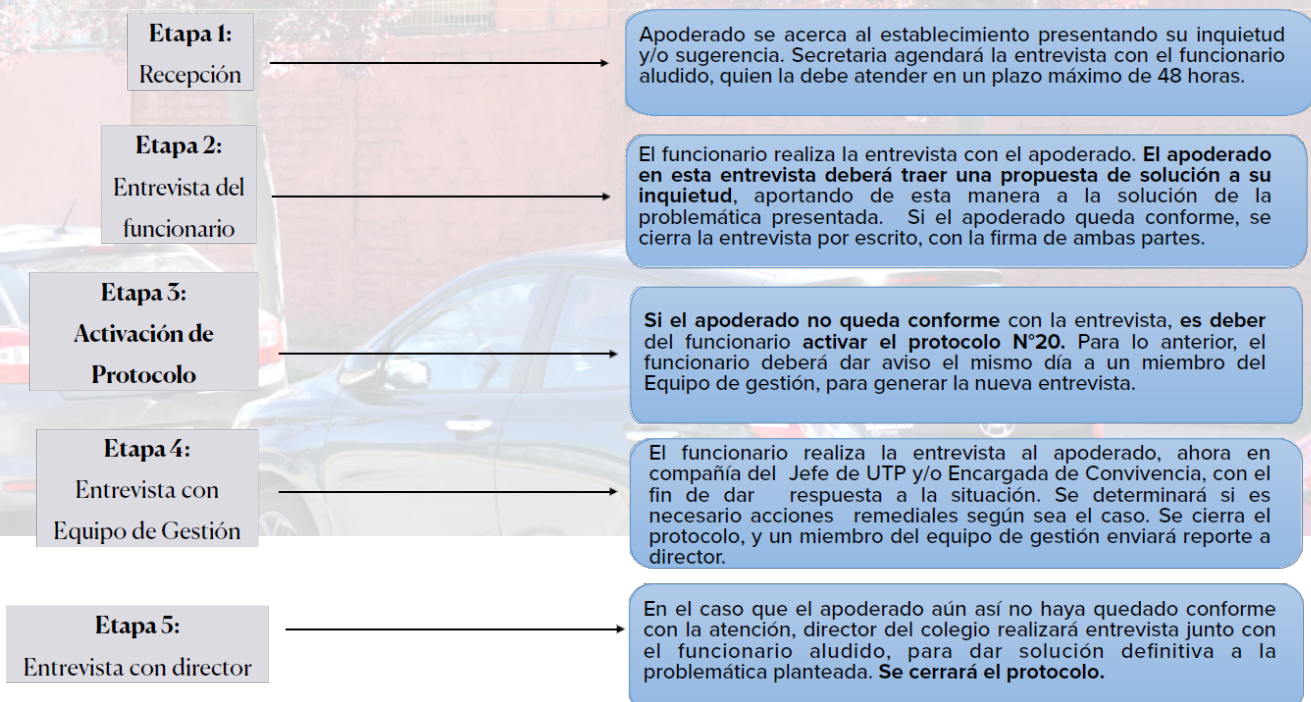 Etapa 1:
Recepción
Apoderado se acerca al establecimiento presentando su inquietud
y/o sugerencia. Secretaria agendará la entrevista con el funcionario
aludido, quien la debe atender en un plazo máximo de 48 horas.
Etapa 2:
Entrevista del
funcionario
El funcionario realiza la entrevista con el apoderado. El apoderado
en esta entrevista deberá traer una propuesta de solución a su
inquietud, aportando de esta manera a la solución de la
problemática presentada. Si el apoderado queda conforme, se
cierra la entrevista por escrito, con la firma de ambas partes.
Etapa 3:
Activación de
Protocolo
Si el apoderado no queda conforme con la entrevista, es deber
del funcionario activar el protocolo N°20. Para lo anterior, el
funcionario deberá dar aviso el mismo día a un miembro del
Equipo de gestión, para generar la nueva entrevista.
Etapa 4:
Entrevista con
Equipo de Gestión
El funcionario realiza la entrevista al apoderado, ahora en
compañía del Jefe de UTP y/o Encargada de Convivencia, con el
fin de dar respuesta a la situación. Se determinará si es
necesario acciones remediales según sea el caso. Se cierra el
protocolo, y un miembro del equipo de gestión enviará reporte a
director.
Etapa 5:
Entrevista con director
En el caso que el apoderado aún así no haya quedado conforme
con la atención, director del colegio realizará entrevista junto con
el funcionario aludido, para dar solución definitiva a la
problemática planteada. Se cerrará el protocolo.